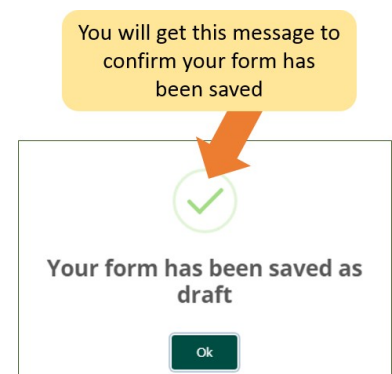 You will get this message to
confirm your form has
been saved
Your form has been saved as
draft
Ok